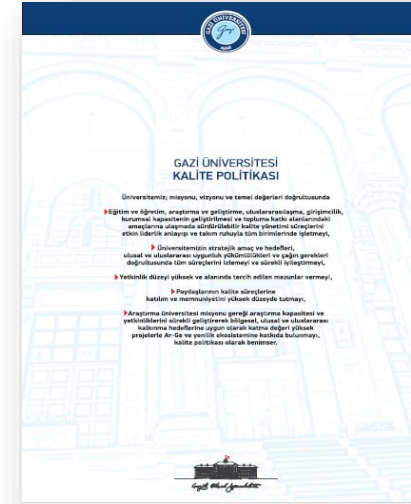 GAZİ ÜNİVERSİTESİ
GAZİ ÜNİVERSİTESİ
KALİTE POLİTİKASI
Üniversitemiz; misyonu, vizyonu ve temel değerleri doğrultusunda
Eğitim ve öğretim, araştırma ve geliştirme, uluslararasılaşma, girişimcilik,
kurumsal kapasitenin geliştirilmesi ve topluma katkı alanlarındaki
amaçlarına ulaşmada sürdürülebilir kalite yönetimi süreçlerini
etkin liderlik anlayışı ve takım ruhuyla tüm birimlerinde işletmeyi,
Üniversitemizin stratejik amaç ve hedefleri,
ulusal ve uluslararası uygunluk yükümlülükleri ve çağın gerekleri
doğrultusunda tüm süreçlerini izlemeyi ve sürekli iyileştirmeyi,
Yetkinlik düzeyi yüksek ve alanında tercih edilen mezunlar vermeyi,
Paydaşlarının kalite süreçlerine
katılım ve memnuniyetini yüksek düzeyde tutmayı,
Araştırma üniversitesi misyonu gereği araştırma kapasitesi ve
yetkinliklerini sürekli geliştirerek bölgesel, ulusal ve uluslararası
kalkınma hedeflerine uygun olarak katma değeri yüksek
projelerle Ar-Ge ve yenilik ekosistemine katkıda bulunmayı,
kalite politikası olarak benimser.